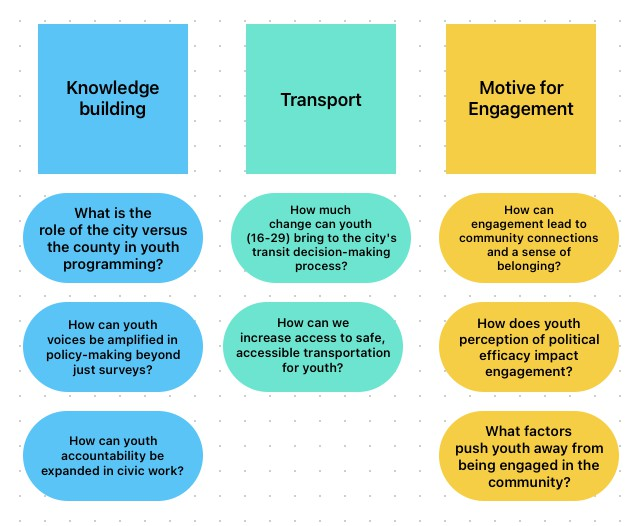 Knowledge
building
Transport
Motive for
Engagement
What is the
role of the city versus
the county in youth
programming?
How much
change can youth
(16-29) bring to the city's
transit decision-making
process?
How can
engagement lead to
community connections
and a sense of
belonging?
How can youth
voices be amplified in
policy-making beyond
just surveys?
How can we
increase access to safe,
accessible transportation
for youth?
How does youth
perception of political
efficacy impact
engagement?
How can youth
accountability be
expanded in civic work?
What factors
push youth away from
being engaged in the
community?